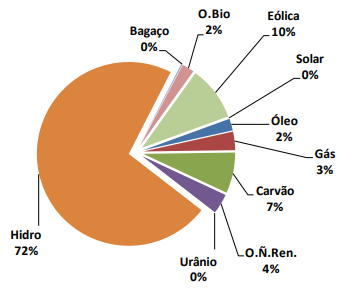 O.Bio
2%
Eólica
10%
Bagaço
0%
Solar
0%
Óleo
2%
Gás
3%
Carvão
7%
O.Ñ.Ren.
4%
Urânio
0%
Hidro
72%